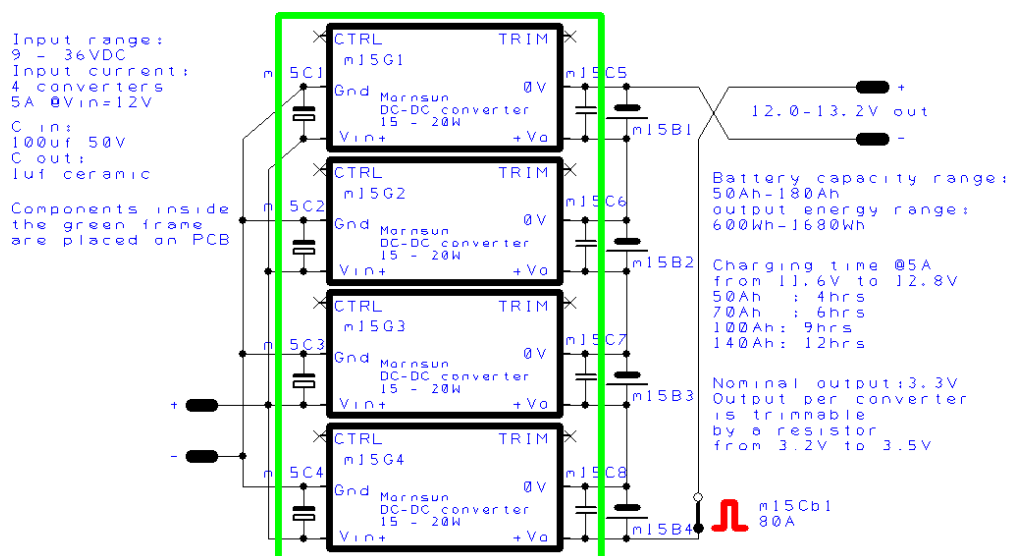 Input range:
9 - 36VDC
Input current:
4 converters
5A @Vin=12V
C in:
100uf 50V
C out:
1uf ceramic
Components inside
the green frame
are placed on PCB
CTRL TRIM
m15G1
m15C1
m15C5
Gnd 0V
Mornsun
DC-DC converter
15 - 20W
Vin+ +Vo
m15B1
m15G2
m15C2
m15C6
Gnd 0V
Mornsun
DC-DC converter
15 - 20W
Vin+ +Vo
m15B2
CTRL TRIM
m15G3
m15C3
m15C7
Gnd 0V
Mornsun
DC-DC converter
15 - 20W
Vin+ +Vo
m15B3
CTRL TRIM
m15G4
m15C4
m15C8
Gnd 0V
Mornsun
DC-DC converter
15 - 20W
Vin+ +Vo
m15B4
+
-
+
12.0-13.2V out
-
Battery capacity range:
50Ah-180Ah
output energy range:
600Wh-1680Wh
Charging time @5A
from 11.6V to 12.8V
50Ah : 4hrs
70Ah : 6hrs
100Ah: 9hrs
140Ah: 12hrs
Nominal output:3.3V
Output per converter
is trimmable
by a resistor
from 3.2V to 3.5V
m15Cb1
80A